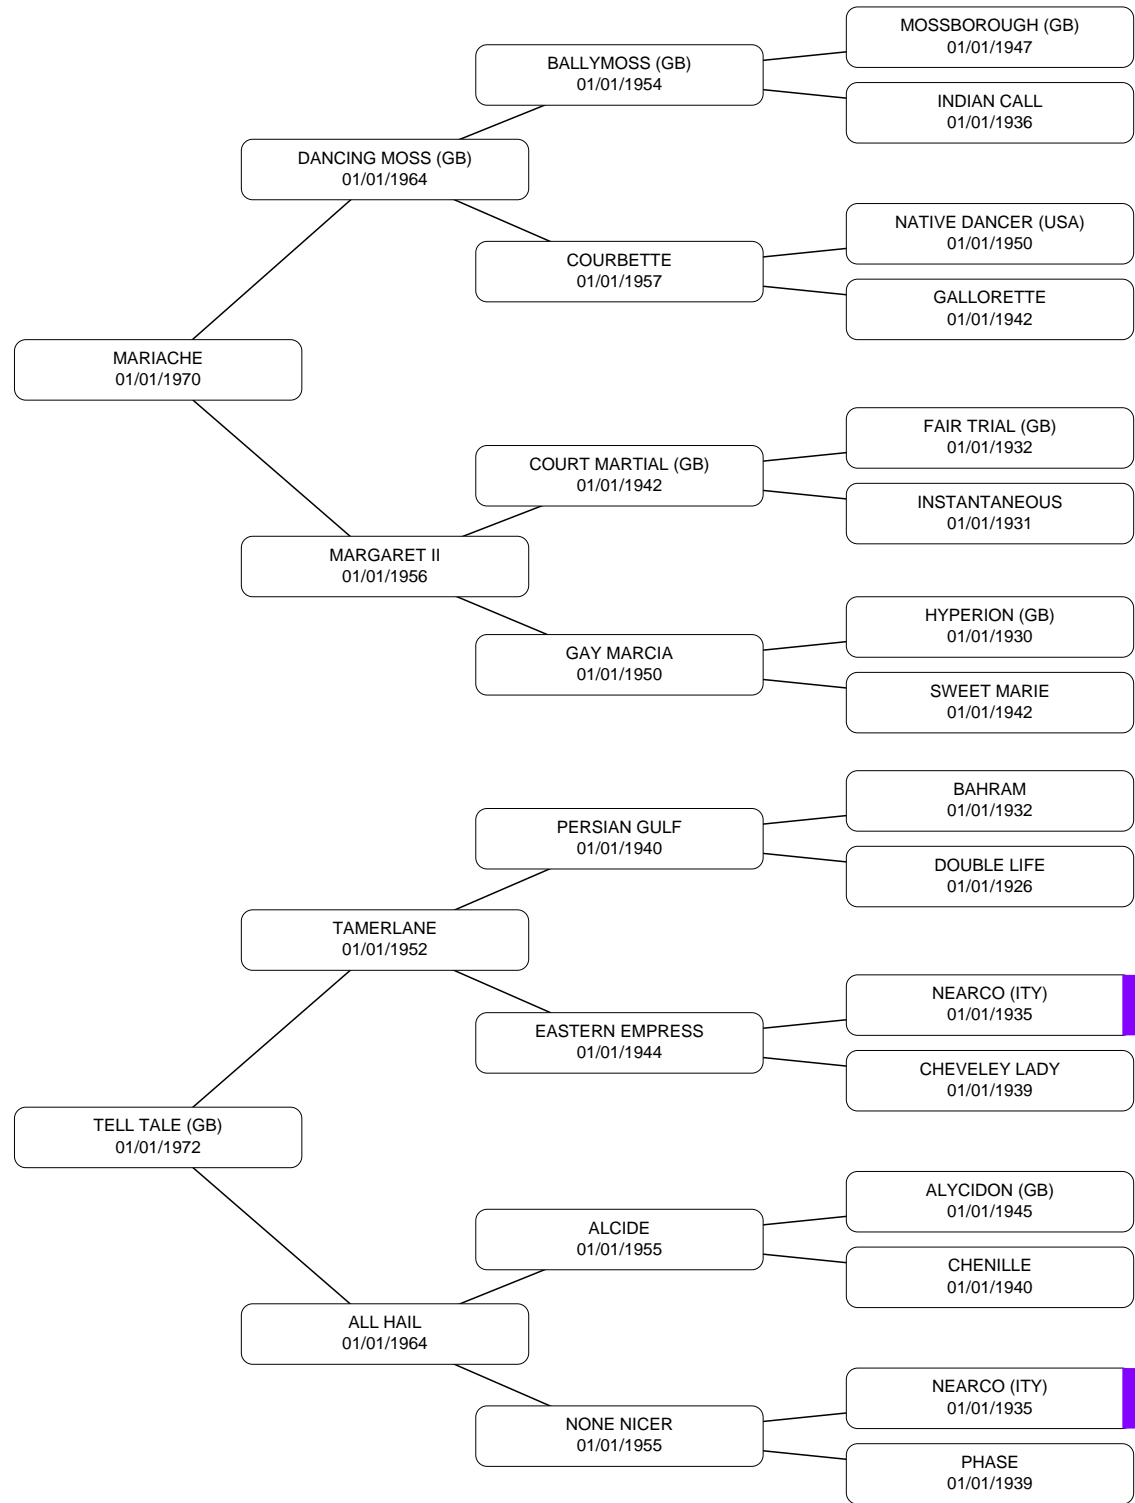 MOSSBOROUGH (GB)
01/01/1947
BALLYMOSS (GB)
01/01/1954
INDIAN CALL
01/01/1936
DANCING MOSS (GB)
01/01/1964
NATIVE DANCER (USA)
01/01/1950
COURBETTE
01/01/1957
GALLORETTE
01/01/1942
MARIACHE
01/01/1970
FAIR TRIAL (GB)
01/01/1932
COURT MARTIAL (GB)
01/01/1942
INSTANTANEOUS
01/01/1931
MARGARET II
01/01/1956
HYPERION (GB)
01/01/1930
GAY MARCIA
01/01/1950
SWEET MARIE
01/01/1942
BAHRAM
01/01/1932
PERSIAN GULF
01/01/1940
DOUBLE LIFE
01/01/1926
TAMERLANE
01/01/1952
NEARCO (ITY)
01/01/1935
EASTERN EMPRESS
01/01/1944
CHEVELEY LADY
01/01/1939
TELL TALE (GB)
01/01/1972
ALYCIDON (GB)
01/01/1945
ALCIDE
01/01/1955
CHENILLE
01/01/1940
ALL HAIL
01/01/1964
NEARCO (ITY)
01/01/1935
NONE NICER
01/01/1955
PHASE
01/01/1939